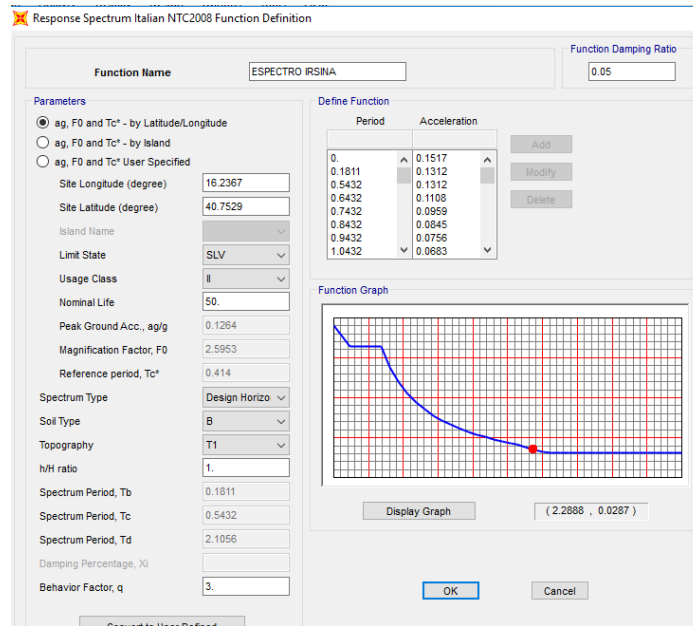 Response Spectrum Italian NTC2008 Function Definition
Function Damping Ratio
Function Name ESPECTRO IRSINA 0.05
Parameters
ag, F0 and Tc* - by Latitude/Longitude
ag, F0 and Tc* - by Island
ag, F0 and Tc* User Specified
Site Longitude (degree) 16.2367
Site Latitude (degree) 40.7529
Island Name
Limit State SLV
Usage Class II
Nominal Life 50.
Peak Ground Acc., ag/g 0.1264
Magnification Factor, F0 2.5953
Reference period, Tc* 0.414
Spectrum Type Design Horizo
Soil Type B
Topography T1
h/H ratio 1.
Spectrum Period, Tb 0.1811
Spectrum Period, Tc 0.5432
Spectrum Period, Td 2.1056
Damping Percentage, Xi
Behavior Factor, q 3.
Convert to User Defined
Define Function
Period Acceleration
0. 0.1517
0.1811 0.1312
0.5432 0.1312
0.6432 0.1108
0.7432 0.0959
0.8432 0.0845
0.9432 0.0756
1.0432 0.0683
Add
Modify
Delete
Function Graph
Display Graph (2.2888 , 0.0287)
OK Cancel